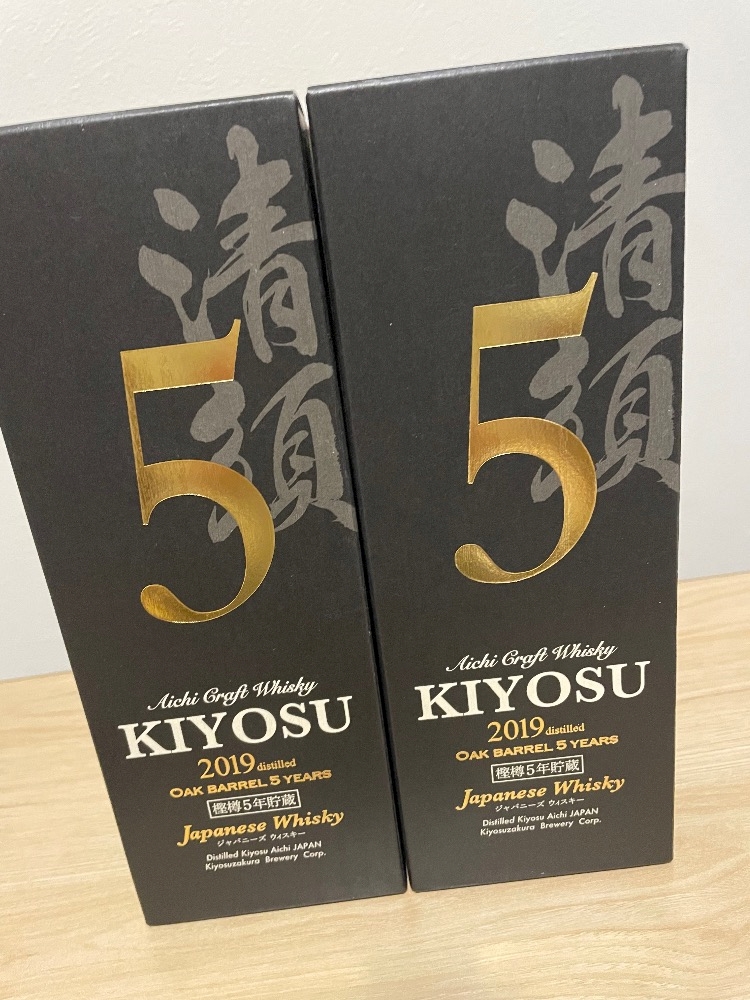 清須
5
Aichi Craft Whisky
KIYOSU
2019 distilled
OAK BARREL 5 YEARS
樫樽5年貯蔵
Japanese Whisky
ジャパニーズ ウィスキー
Distilled Kiyosu Aichi JAPAN
Kiyosuzakura Brewery Corp.
清須
5
Aichi Craft Whisky
KIYOSU
2019 distilled
OAK BARREL 5 YEARS
樫樽5年貯蔵
Japanese Whisky
ジャパニーズ ウィスキー
Distilled Kiyosu Aichi JAPAN
Kiyosuzakura Brewery Corp.